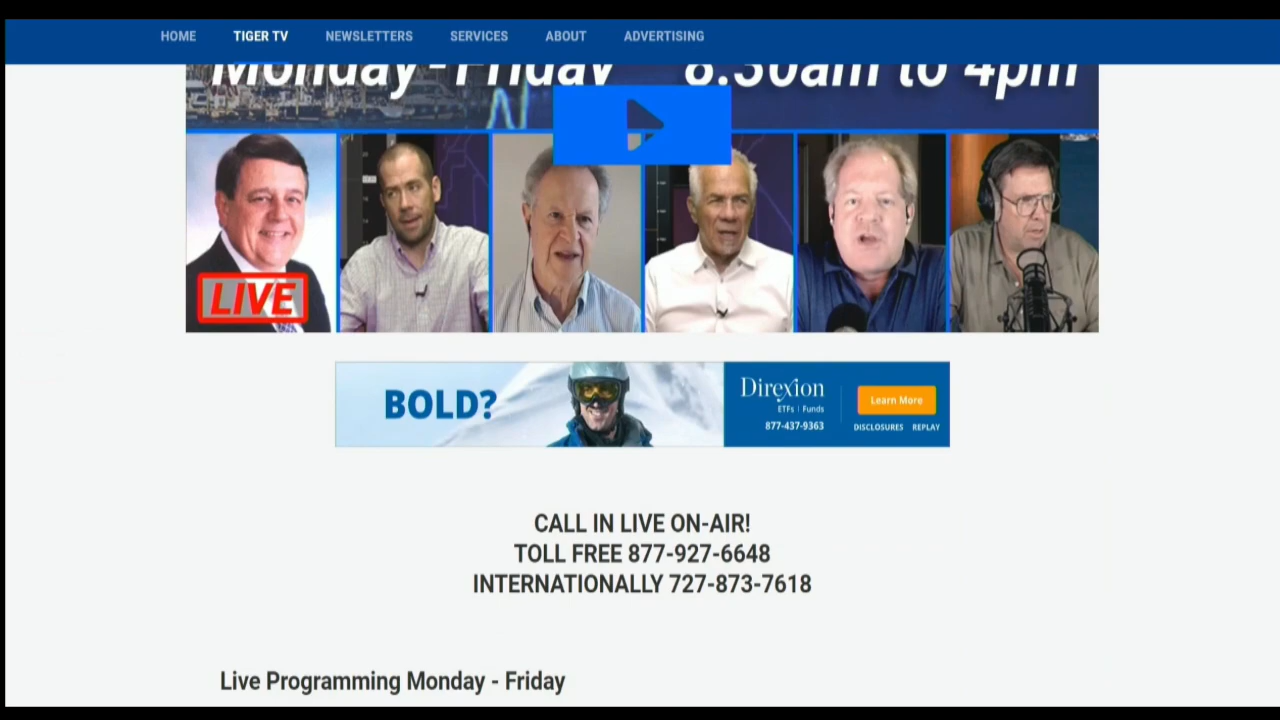 HOME TIGER TV NEWSLETTERS SERVICES ABOUT ADVERTISING
Monday - Friday 8:30am to 4pm
LIVE
BOLD?
Direxion
ETFs | Funds
877-437-9363
Learn More
DISCLOSURES REPLAY
CALL IN LIVE ON-AIR!
TOLL FREE 877-927-6648
INTERNATIONALLY 727-873-7618
Live Programming Monday - Friday